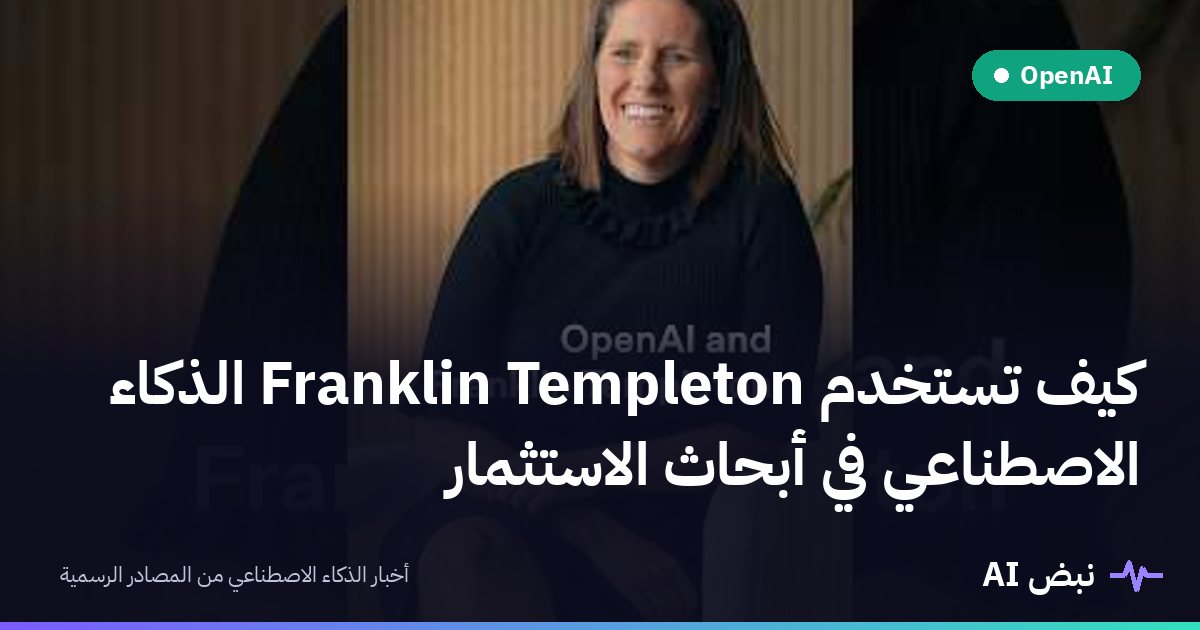 OpenAI
OpenAI and
كيف تستخدم Franklin Templeton الذكاء
الاصطناعي في أبحاث الاستثمار
نبض AI
أخبار الذكاء الاصطناعي من المصادر الرسمية